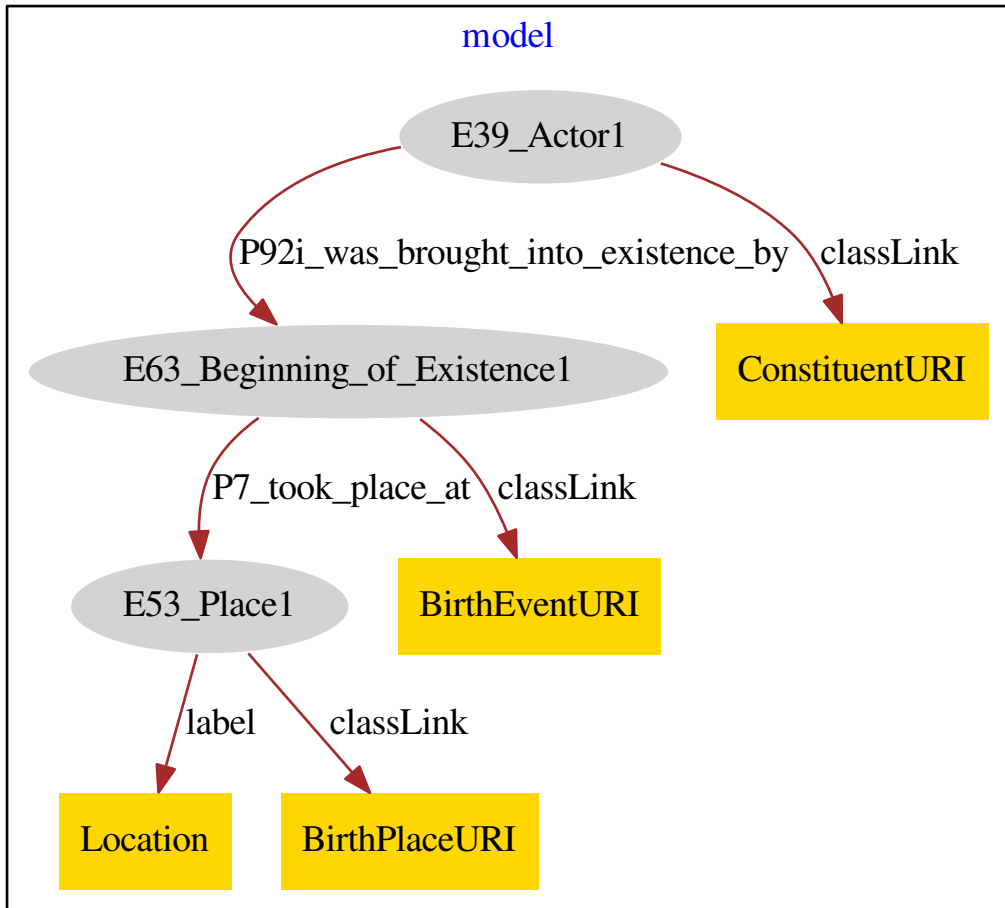 model
E39_Actor1
P92i_was_brought_into_existence_by
classLink
E63_Beginning_of_Existence1
ConstituentURI
P7_took_place_at
classLink
E53_Place1
BirthEventURI
label
classLink
Location
BirthPlaceURI